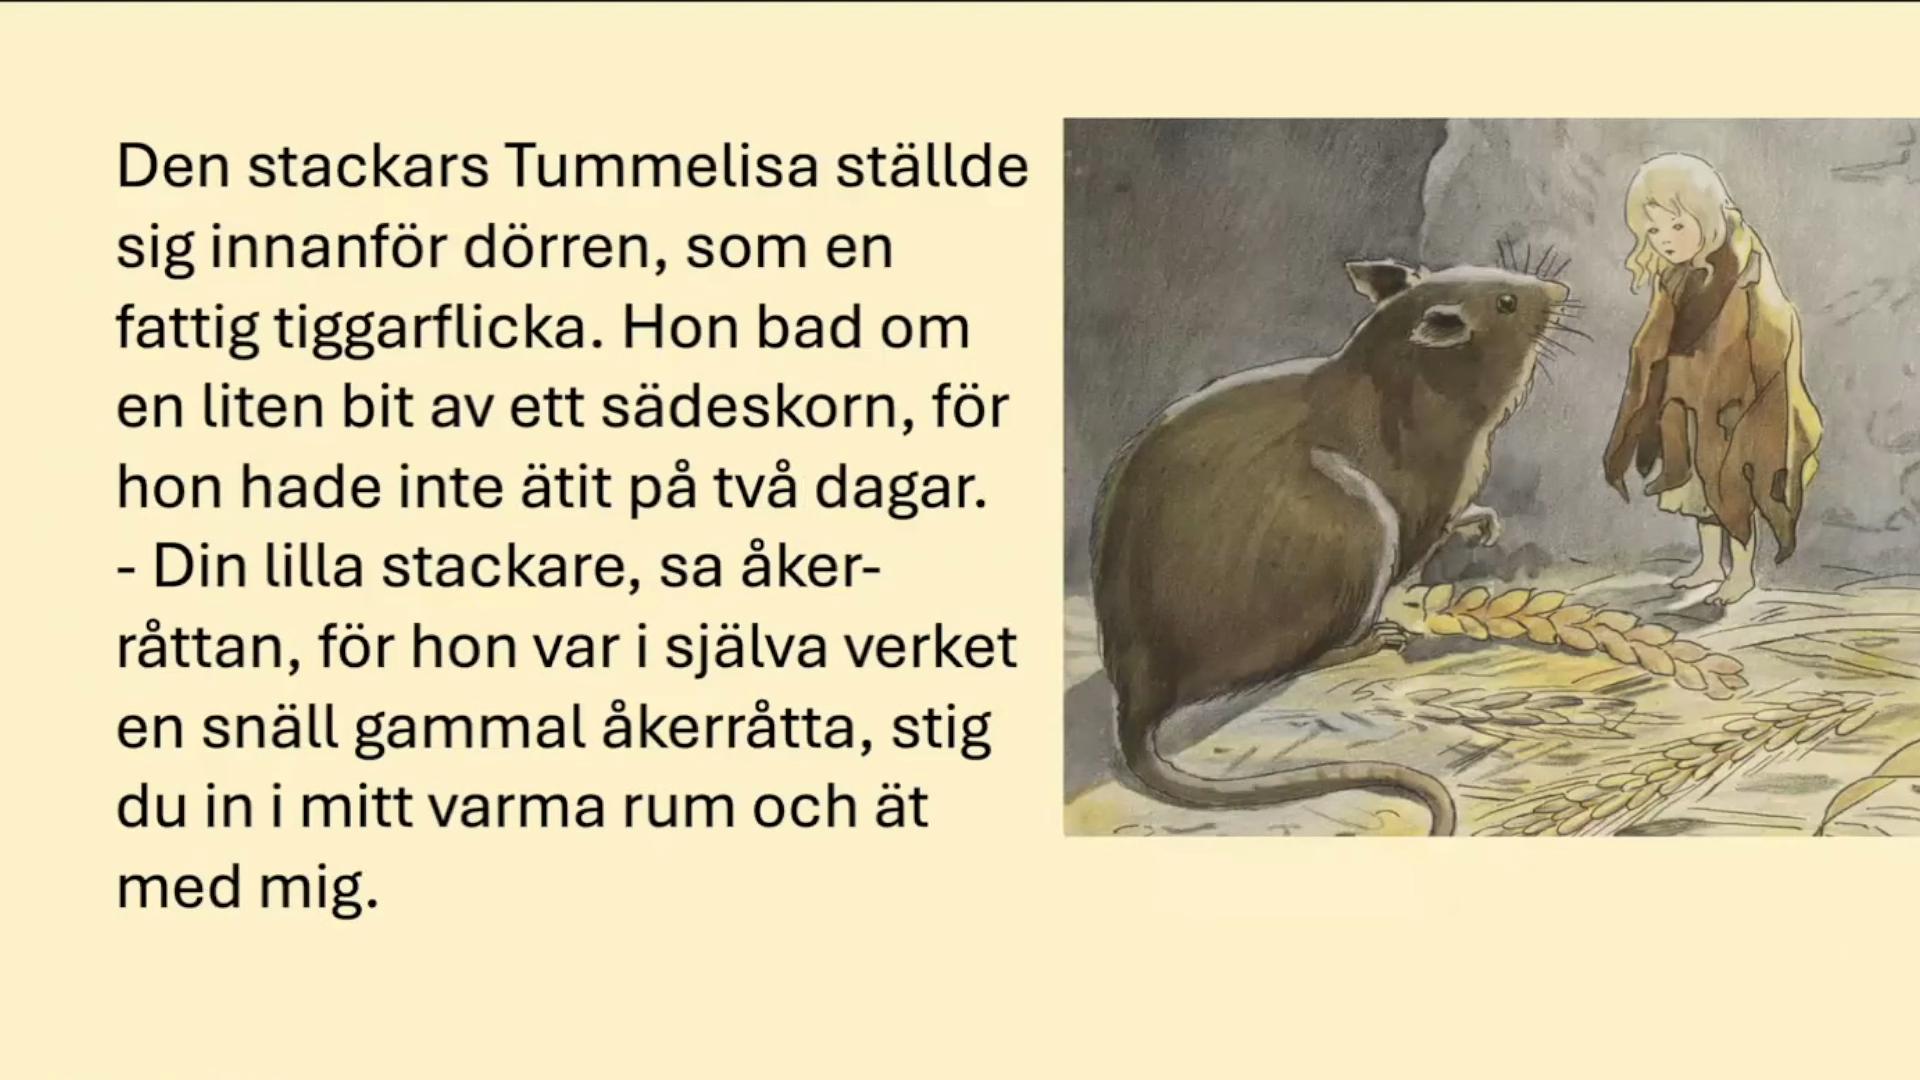 Den stackars Tummelisa ställde
sig innanför dörren, som en
fattig tiggarflicka. Hon bad om
en liten bit av ett sädeskorn, för
hon hade inte ätit på två dagar.
- Din lilla stackare, sa åker-
råttan, för hon var i själva verket
en snäll gammal åkerråtta, stig
du in i mitt varma rum och ät
med mig.